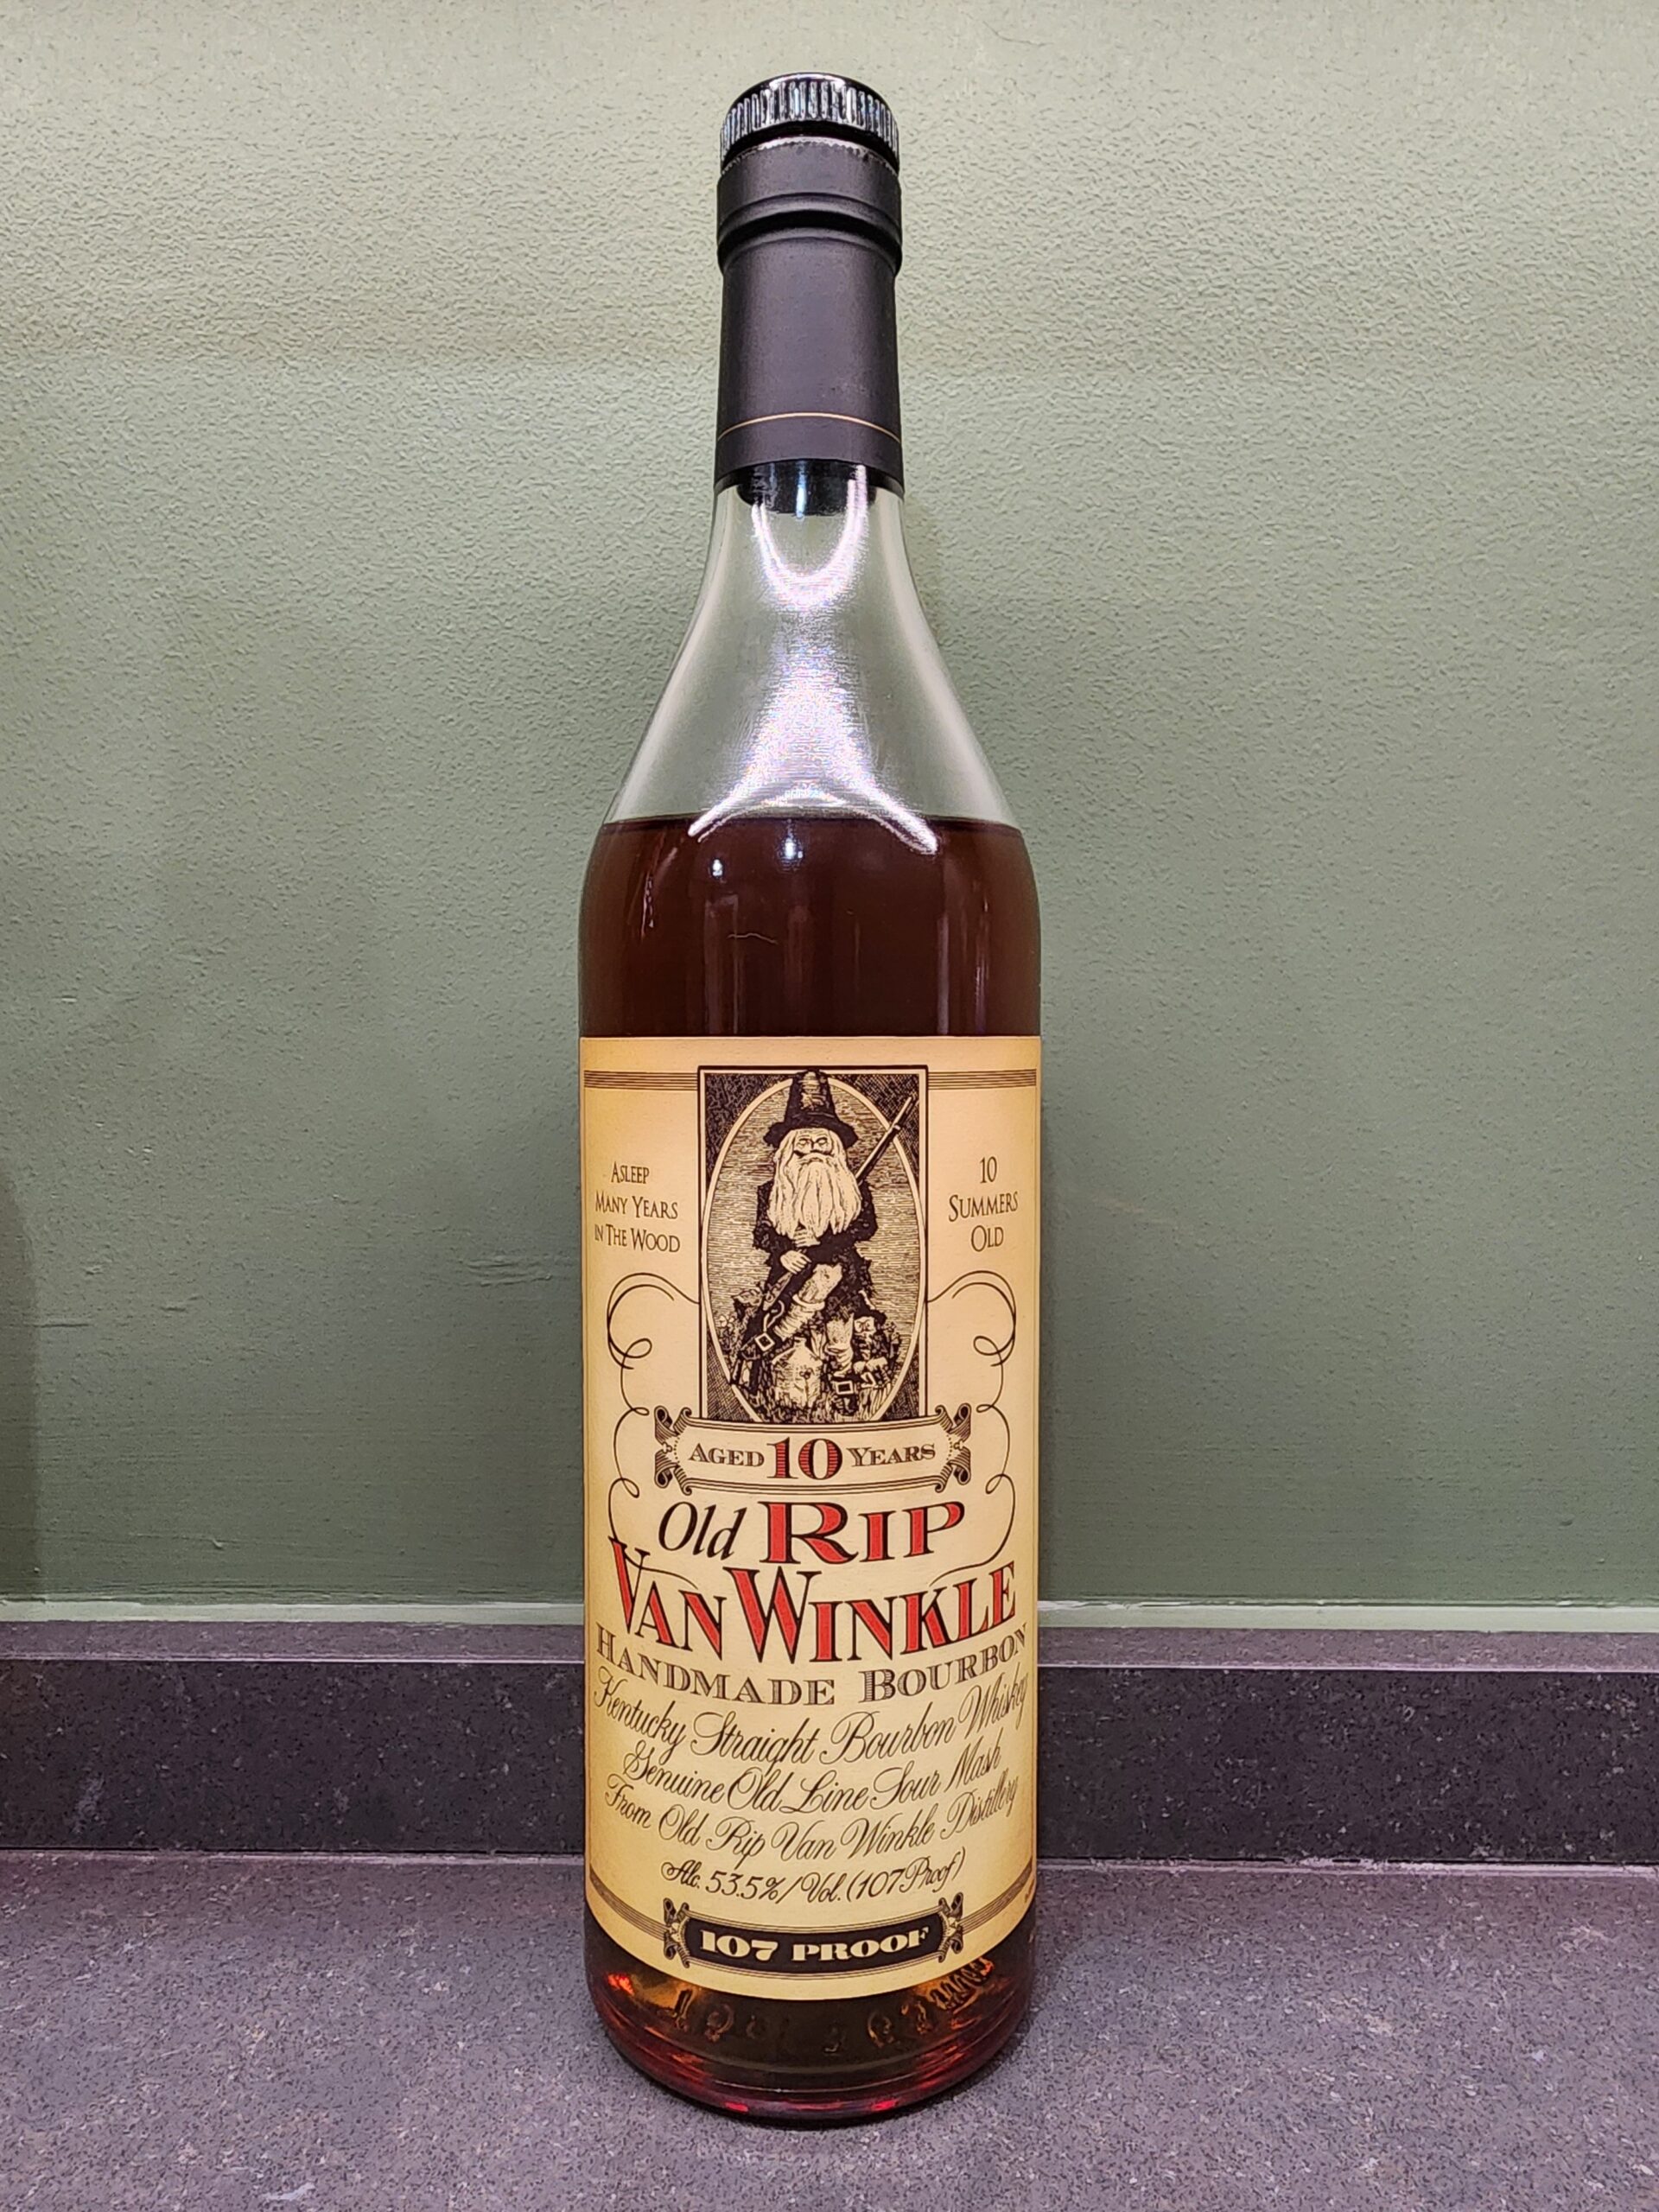 ASLEEP
MANY YEARS
IN THE WOOD
10
SUMMERS
OLD
AGED 10 YEARS
Old RIP
VAN WINKLE
HANDMADE BOURBON
Kentucky Straight Bourbon Whiskey
Genuine Old Line Sour Mash
From Old Rip Van Winkle Distillery
Alc. 53.5%/Vol. (107 Proof)
107 PROOF